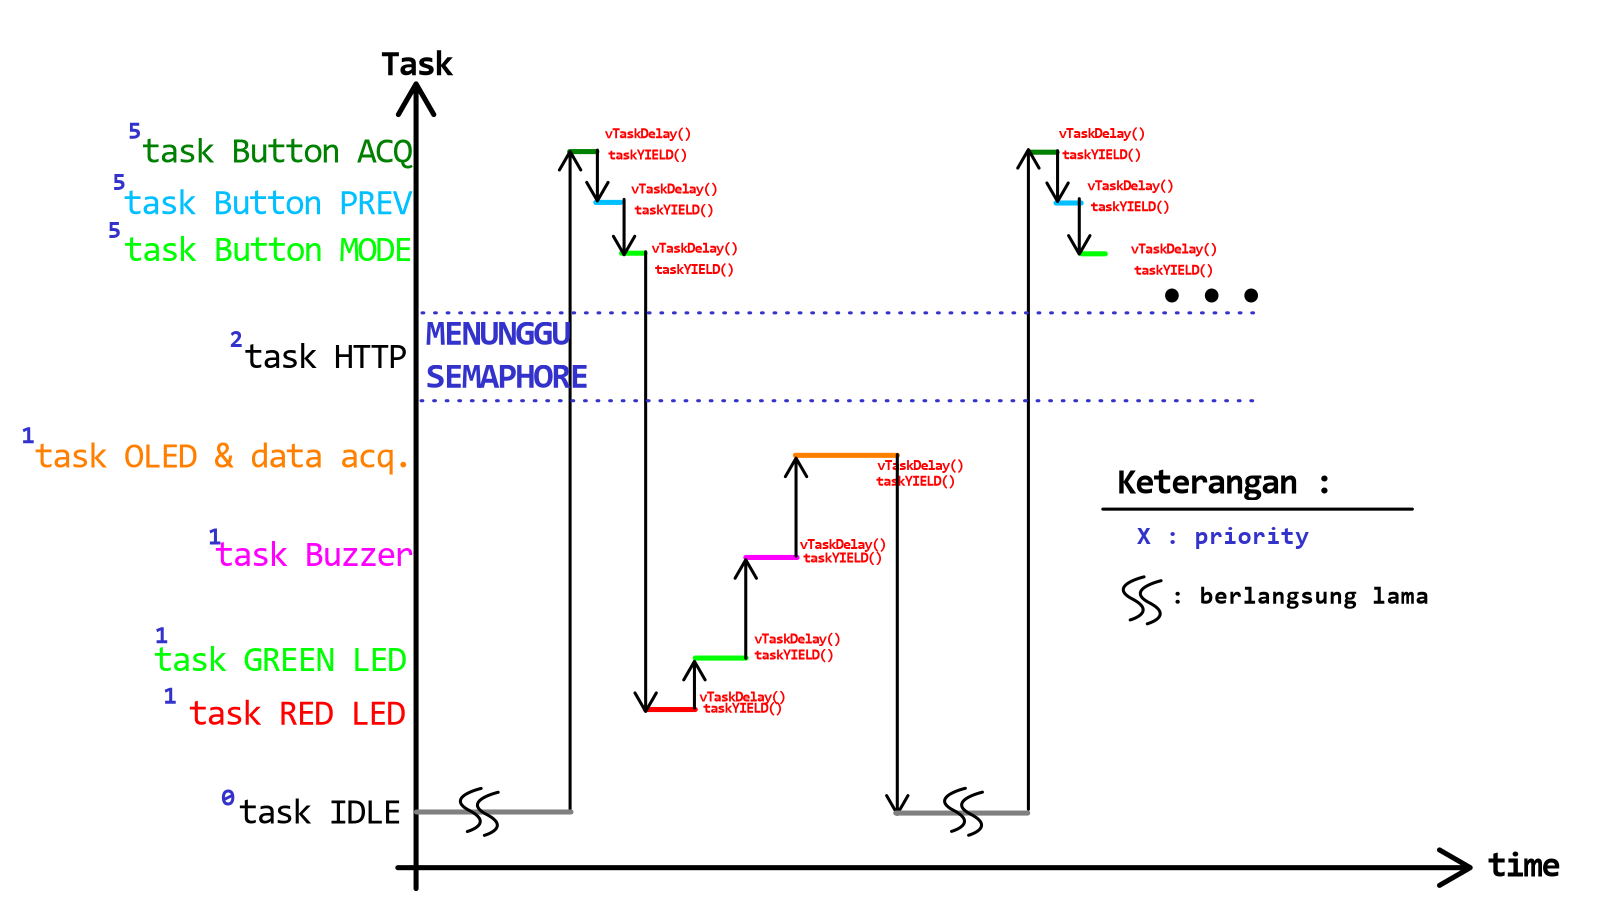 Task
5
task Button ACQ
5
task Button PREV
5
task Button MODE
2
task HTTP
1
task OLED & data acq.
1
task Buzzer
1
task GREEN LED
1
task RED LED
0
task IDLE
vTaskDelay()
taskYIELD()
vTaskDelay()
taskYIELD()
vTaskDelay()
taskYIELD()
MENUNGGU
SEMAPHORE
vTaskDelay()
taskYIELD()
vTaskDelay()
taskYIELD()
vTaskDelay()
taskYIELD()
vTaskDelay()
taskYIELD()
vTaskDelay()
taskYIELD()
vTaskDelay()
taskYIELD()
vTaskDelay()
taskYIELD()
Keterangan :
X : priority
: berlangsung lama
time